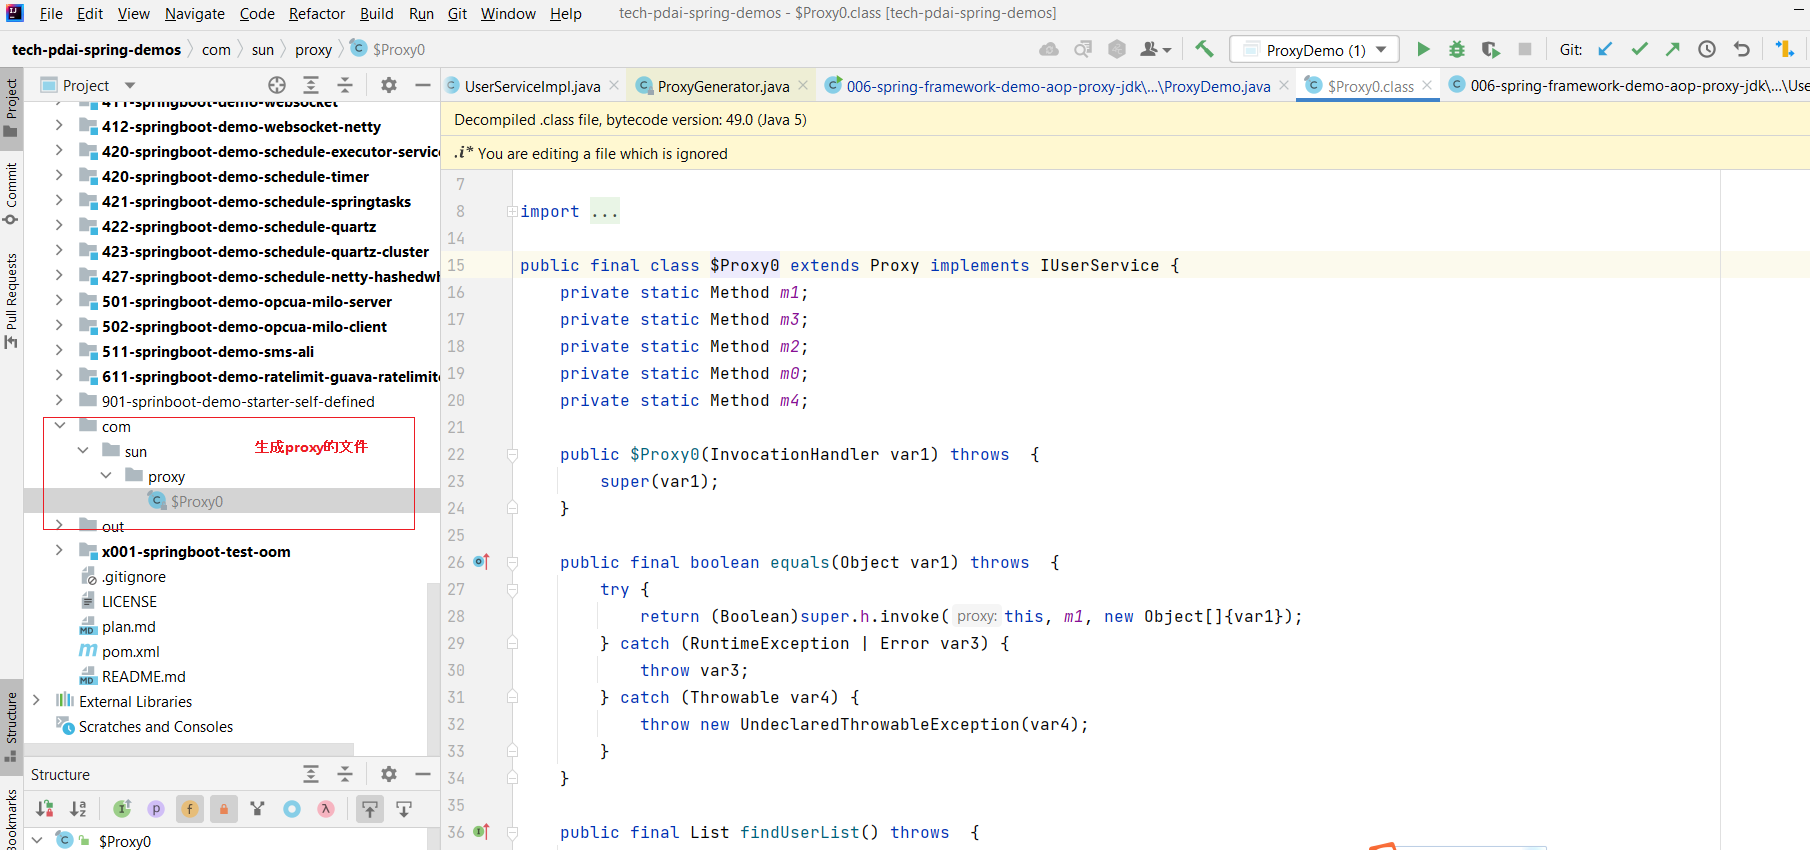 File Edit View Navigate Code Refactor Build Run Git Window Help tech-pdai-spring-demos - $Proxy0.class [tech-pdai-spring-demos]
tech-pdai-spring-demos com sun proxy $Proxy0 ProxyDemo (1) Git:
Project
UserServiceImpl.java ProxyGenerator.java 006-spring-framework-demo-aop-proxy-jdk\...\ProxyDemo.java $Proxy0.class 006-spring-framework-demo-aop-proxy-jdk\...\Use
Project
Commit
Pull Requests
Structure
Bookmarks
411-springboot-demo-websocket
412-springboot-demo-websocket-netty
420-springboot-demo-schedule-executor-service
420-springboot-demo-schedule-timer
421-springboot-demo-schedule-springtasks
422-springboot-demo-schedule-quartz
423-springboot-demo-schedule-quartz-cluster
427-springboot-demo-schedule-netty-hashedwh
501-springboot-demo-opcua-milo-server
502-springboot-demo-opcua-milo-client
511-springboot-demo-sms-ali
611-springboot-demo-ratelimit-guava-ratelimite
901-sprinboot-demo-starter-self-defined
com
sun
生成proxy的文件
proxy
$Proxy0
out
x001-springboot-test-oom
.gitignore
LICENSE
plan.md
pom.xml
README.md
External Libraries
Scratches and Consoles
Structure
$Proxy0
Decompiled .class file, bytecode version: 49.0 (Java 5)
.i* You are editing a file which is ignored
7
8 import ...
14
15 public final class $Proxy0 extends Proxy implements IUserService {
16 private static Method m1;
17 private static Method m3;
18 private static Method m2;
19 private static Method m0;
20 private static Method m4;
21
22 public $Proxy0(InvocationHandler var1) throws  {
23 super(var1);
24 }
25
26 public final boolean equals(Object var1) throws  {
27 try {
28 return (Boolean)super.h.invoke( proxy: this, m1, new Object[]{var1});
29 } catch (RuntimeException | Error var3) {
30 throw var3;
31 } catch (Throwable var4) {
32 throw new UndeclaredThrowableException(var4);
33 }
34 }
35
36 public final List findUserList() throws  {